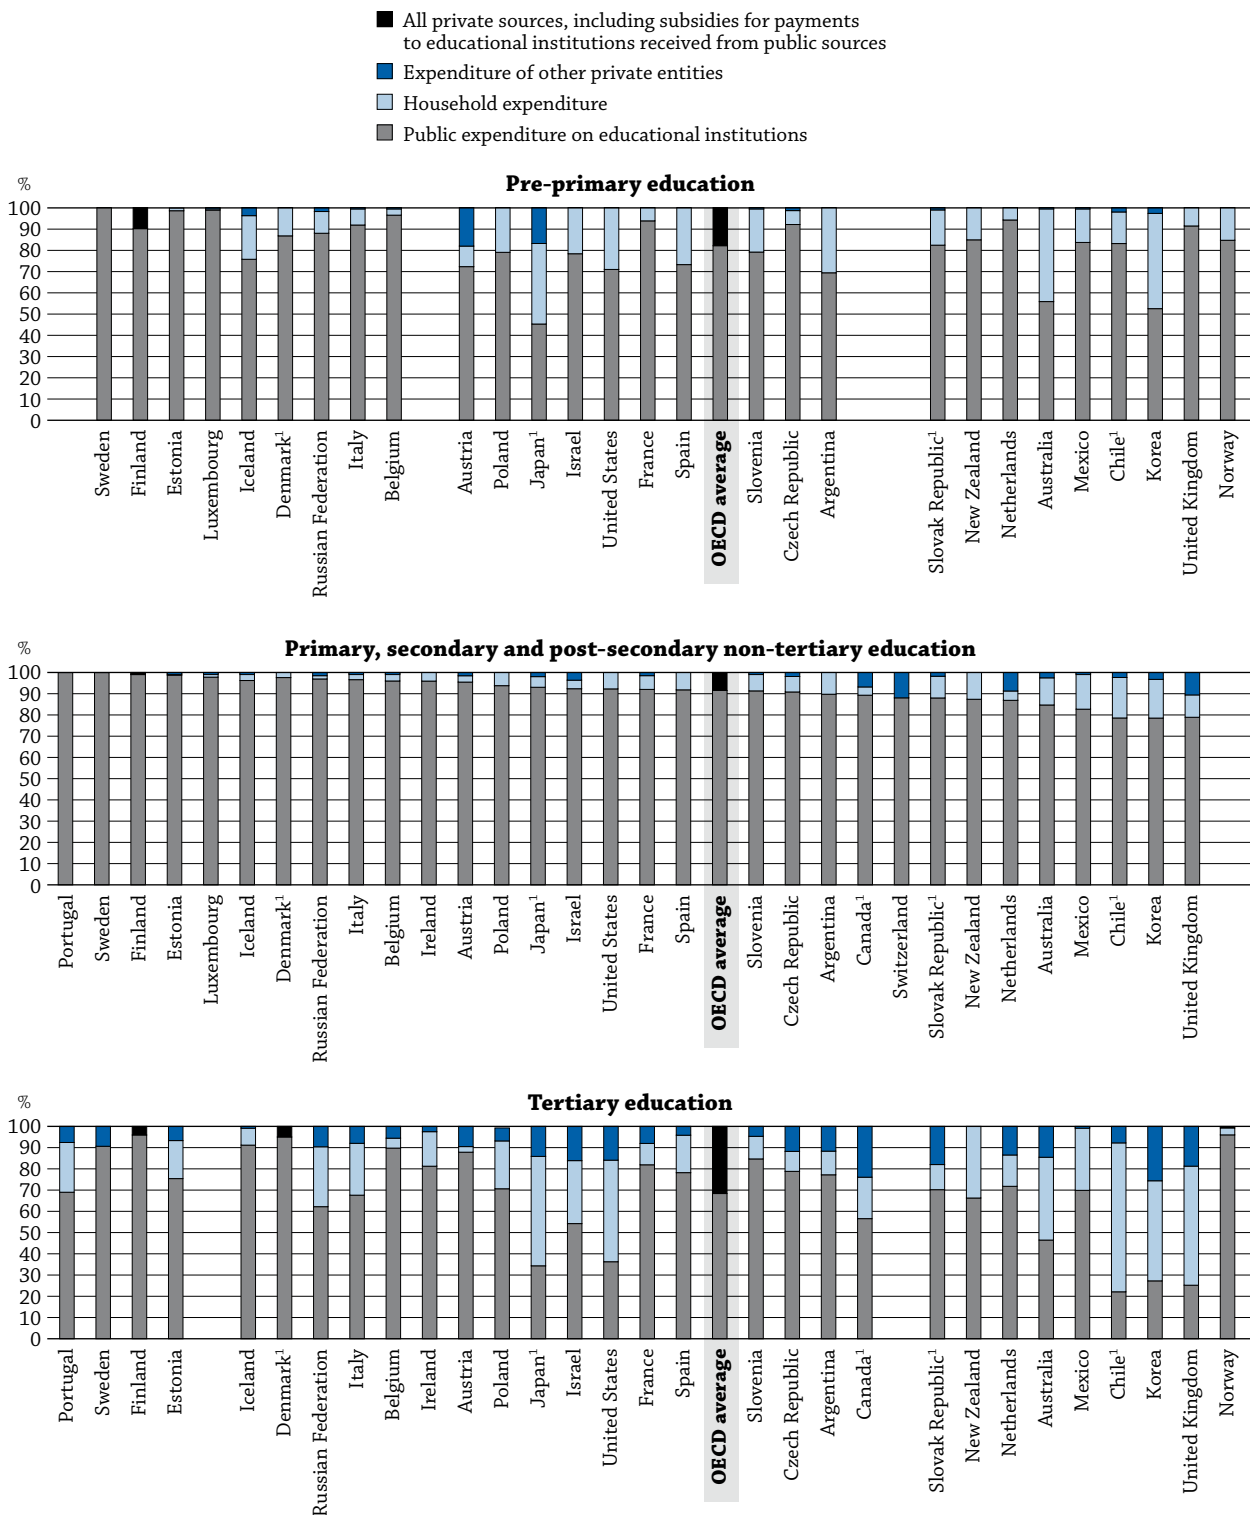 All private sources, including subsidies for payments
to educational institutions received from public sources
Expenditure of other private entities
Household expenditure
Public expenditure on educational institutions
%
Pre-primary education
100
90
80
70
60
50
40
30
20
10
0
Sweden
Finland
Estonia
Luxembourg
Iceland
Denmark¹
Russian Federation
Italy
Belgium
Austria
Poland
Japan¹
Israel
United States
France
Spain
OECD average
Slovenia
Czech Republic
Argentina
Slovak Republic¹
New Zealand
Netherlands
Australia
Mexico
Chile¹
Korea
United Kingdom
Norway
%
Primary, secondary and post-secondary non-tertiary education
100
90
80
70
60
50
40
30
20
10
0
Portugal
Sweden
Finland
Estonia
Luxembourg
Iceland
Denmark¹
Russian Federation
Italy
Belgium
Ireland
Austria
Poland
Japan¹
Israel
United States
France
Spain
OECD average
Slovenia
Czech Republic
Argentina
Canada¹
Switzerland
Slovak Republic¹
New Zealand
Netherlands
Australia
Mexico
Chile¹
Korea
United Kingdom
%
Tertiary education
100
90
80
70
60
50
40
30
20
10
0
Portugal
Sweden
Finland
Estonia
Iceland
Denmark¹
Russian Federation
Italy
Belgium
Ireland
Austria
Poland
Japan¹
Israel
United States
France
Spain
OECD average
Slovenia
Czech Republic
Argentina
Canada¹
Slovak Republic¹
New Zealand
Netherlands
Australia
Mexico
Chile¹
Korea
United Kingdom
Norway